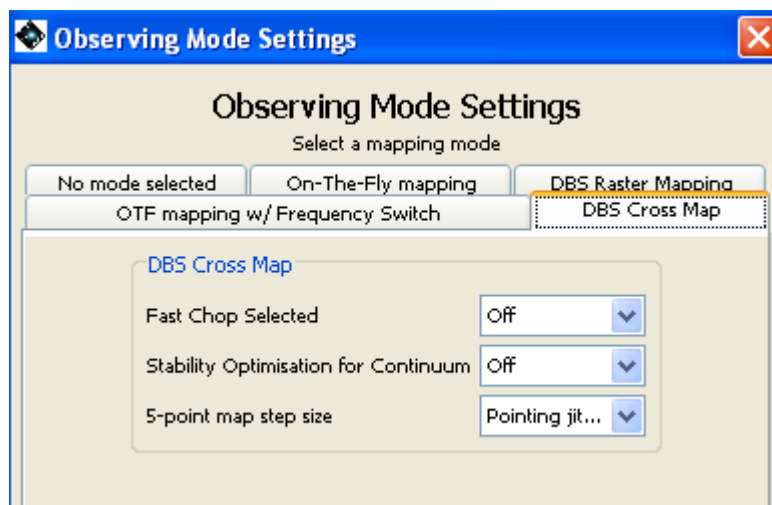 Observing Mode Settings
Observing Mode Settings
Select a mapping mode
No mode selected On-The-Fly mapping DBS Raster Mapping
OTF mapping w/ Frequency Switch DBS Cross Map
DBS Cross Map
Fast Chop Selected Off
Stability Optimisation for Continuum Off
5-point map step size Pointing jit...